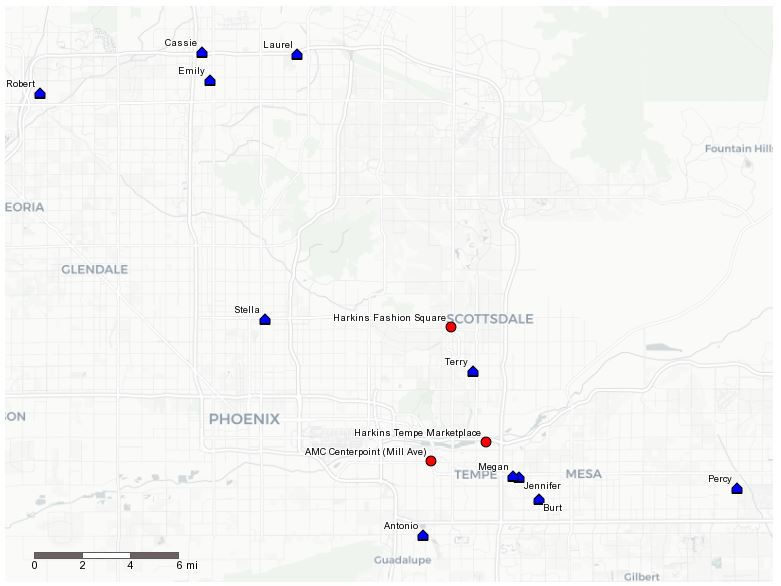 Cassie
Laurel
Emily
Robert
Fountain Hills
EORIA
GLENDALE
Stella
Harkins Fashion Square
SCOTTSDALE
Terry
SON
PHOENIX
Harkins Tempe Marketplace
AMC Centerpoint (Mill Ave)
Megan
TEMPE
MESA
Percy
Jennifer
Burt
Antonio
Guadalupe
0 2 4 6 mi
Gilbert